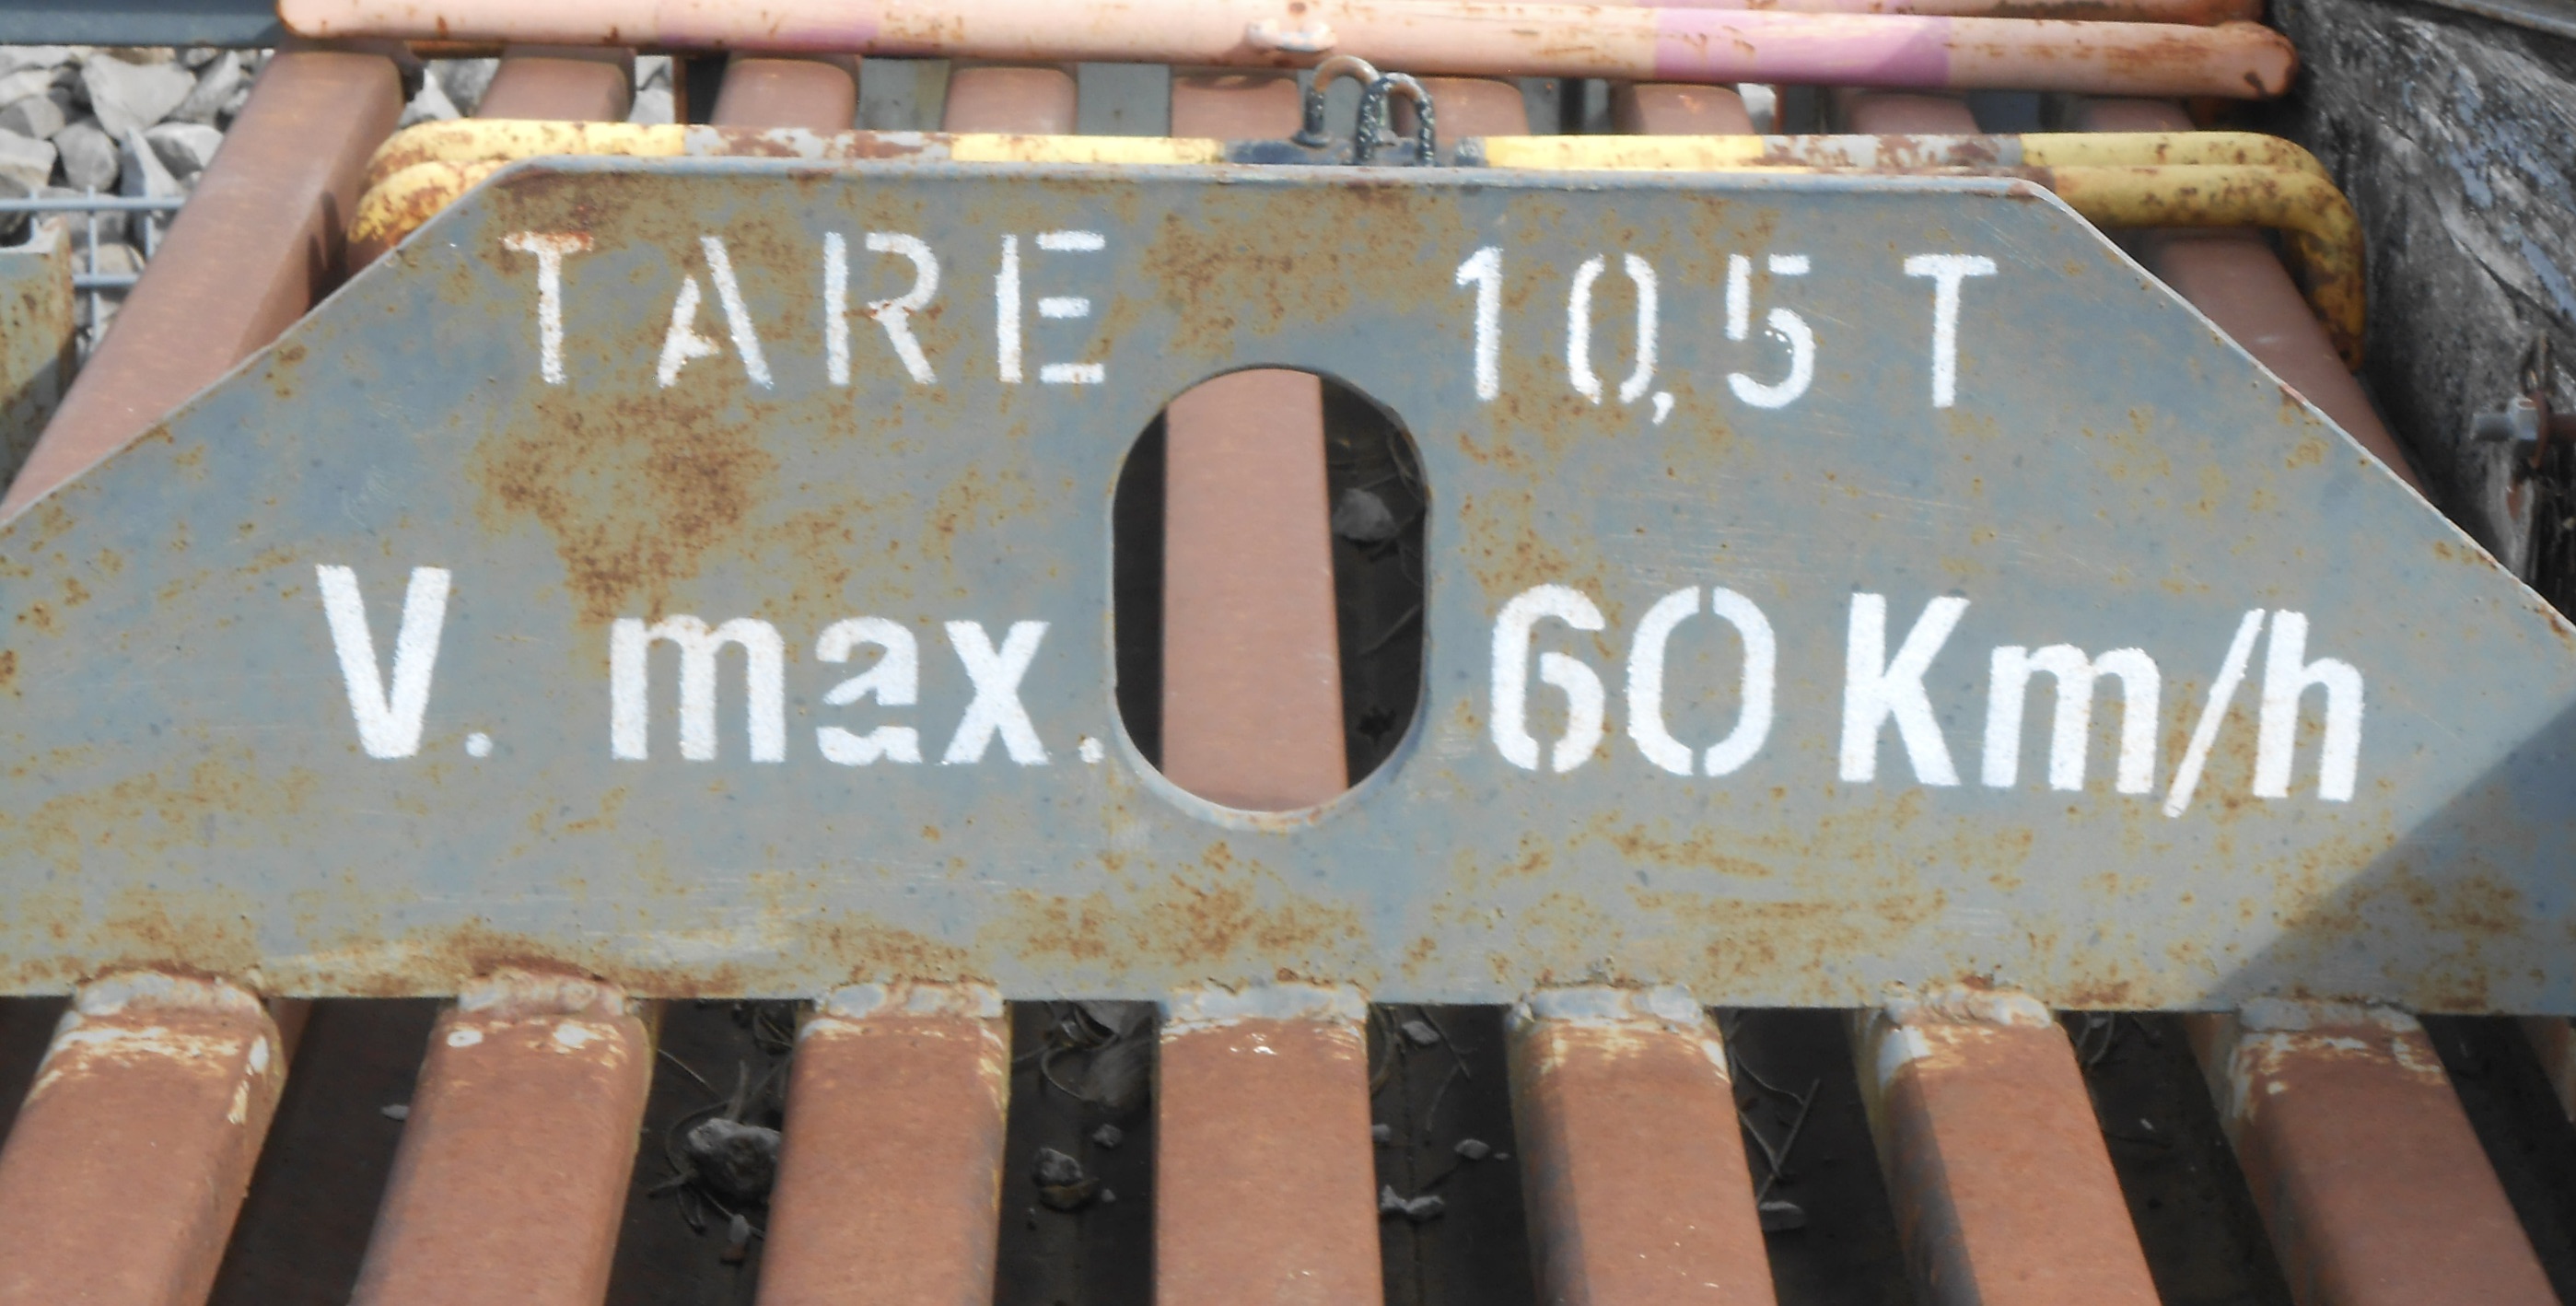 TARE 10,5 T
V. max. 60 Km/h